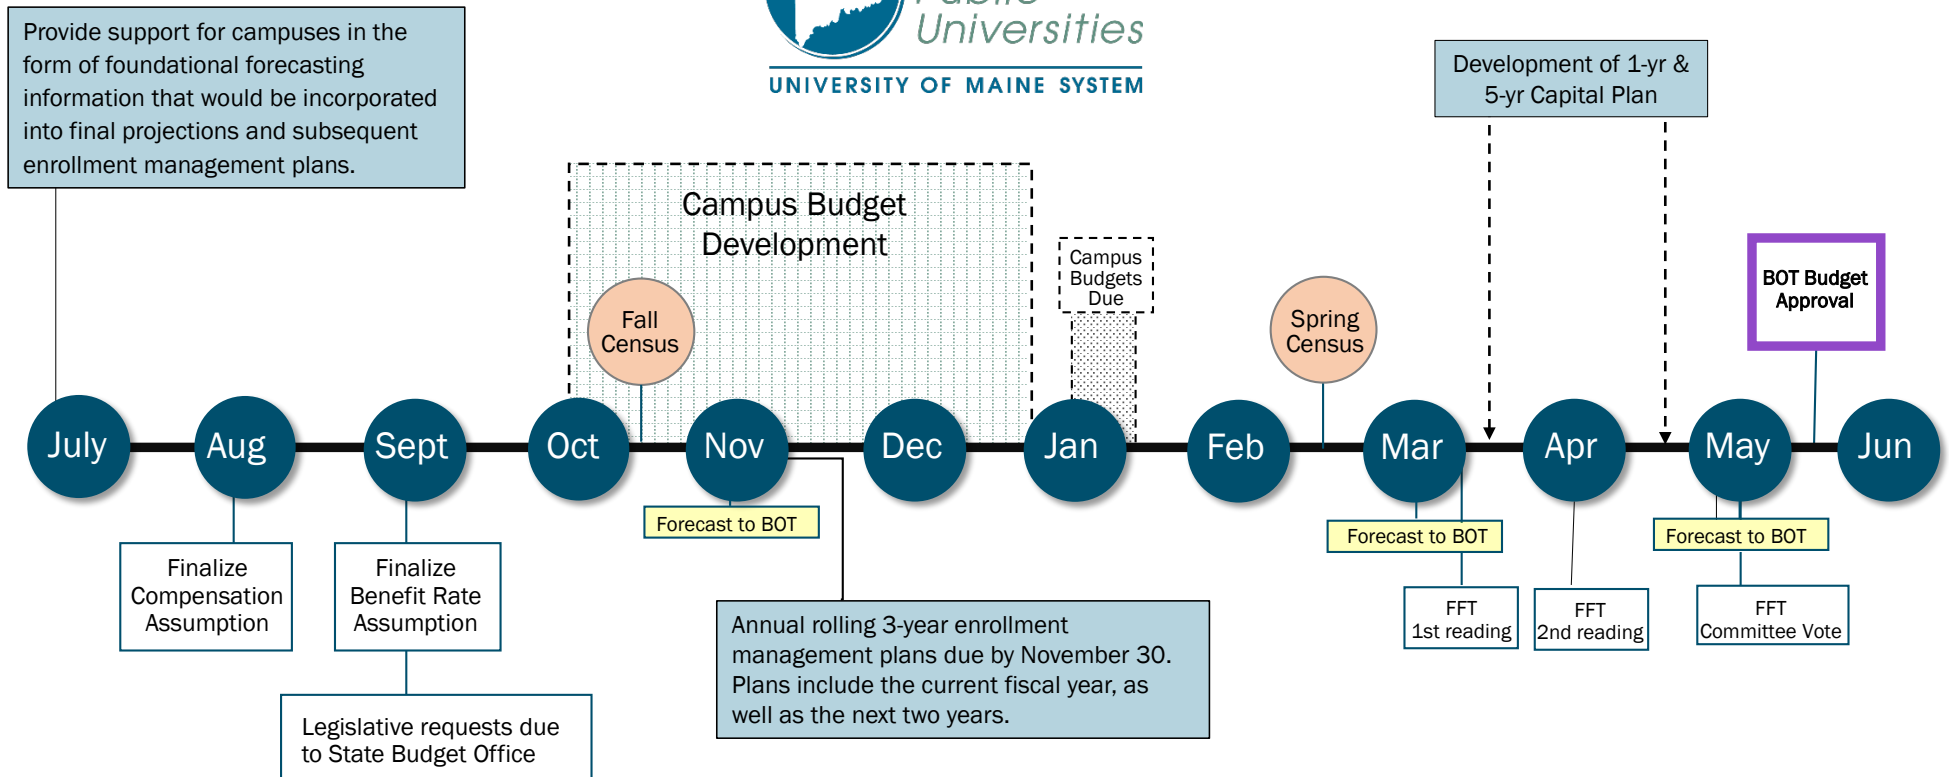 Provide support for campuses in the
form of foundational forecasting
information that would be incorporated
into final projections and subsequent
enrollment management plans.
Public
Universities
UNIVERSITY OF MAINE SYSTEM
Development of 1-yr &
5-yr Capital Plan
Campus Budget
Development
Campus
Budgets
Due
BOT Budget
Approval
Fall
Census
Spring
Census
July
Aug
Sept
Oct
Nov
Dec
Jan
Feb
Mar
Apr
May
Jun
Forecast to BOT
Forecast to BOT
Forecast to BOT
Finalize
Compensation
Assumption
Finalize
Benefit Rate
Assumption
FFT
1st reading
FFT
2nd reading
FFT
Committee Vote
Annual rolling 3-year enrollment
management plans due by November 30.
Plans include the current fiscal year, as
well as the next two years.
Legislative requests due
to State Budget Office